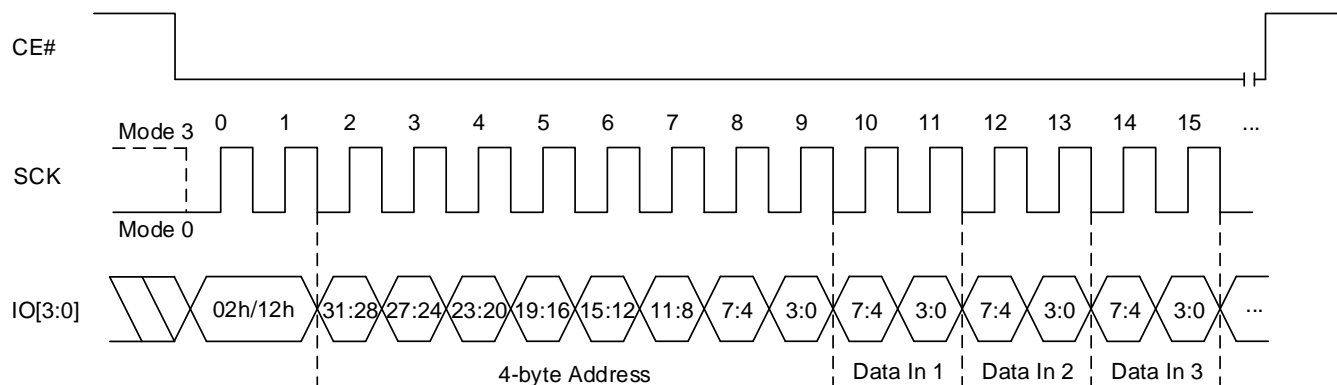 CE#
Mode 3 0 1 2 3 4 5 6 7 8 9 10 11 12 13 14 15 ...
SCK
Mode 0
IO[3:0] 02h/12h 31:28 27:24 23:20 19:16 15:12 11:8 7:4 3:0 7:4 3:0 7:4 3:0 7:4 3:0 ...
4-byte Address Data In 1 Data In 2 Data In 3